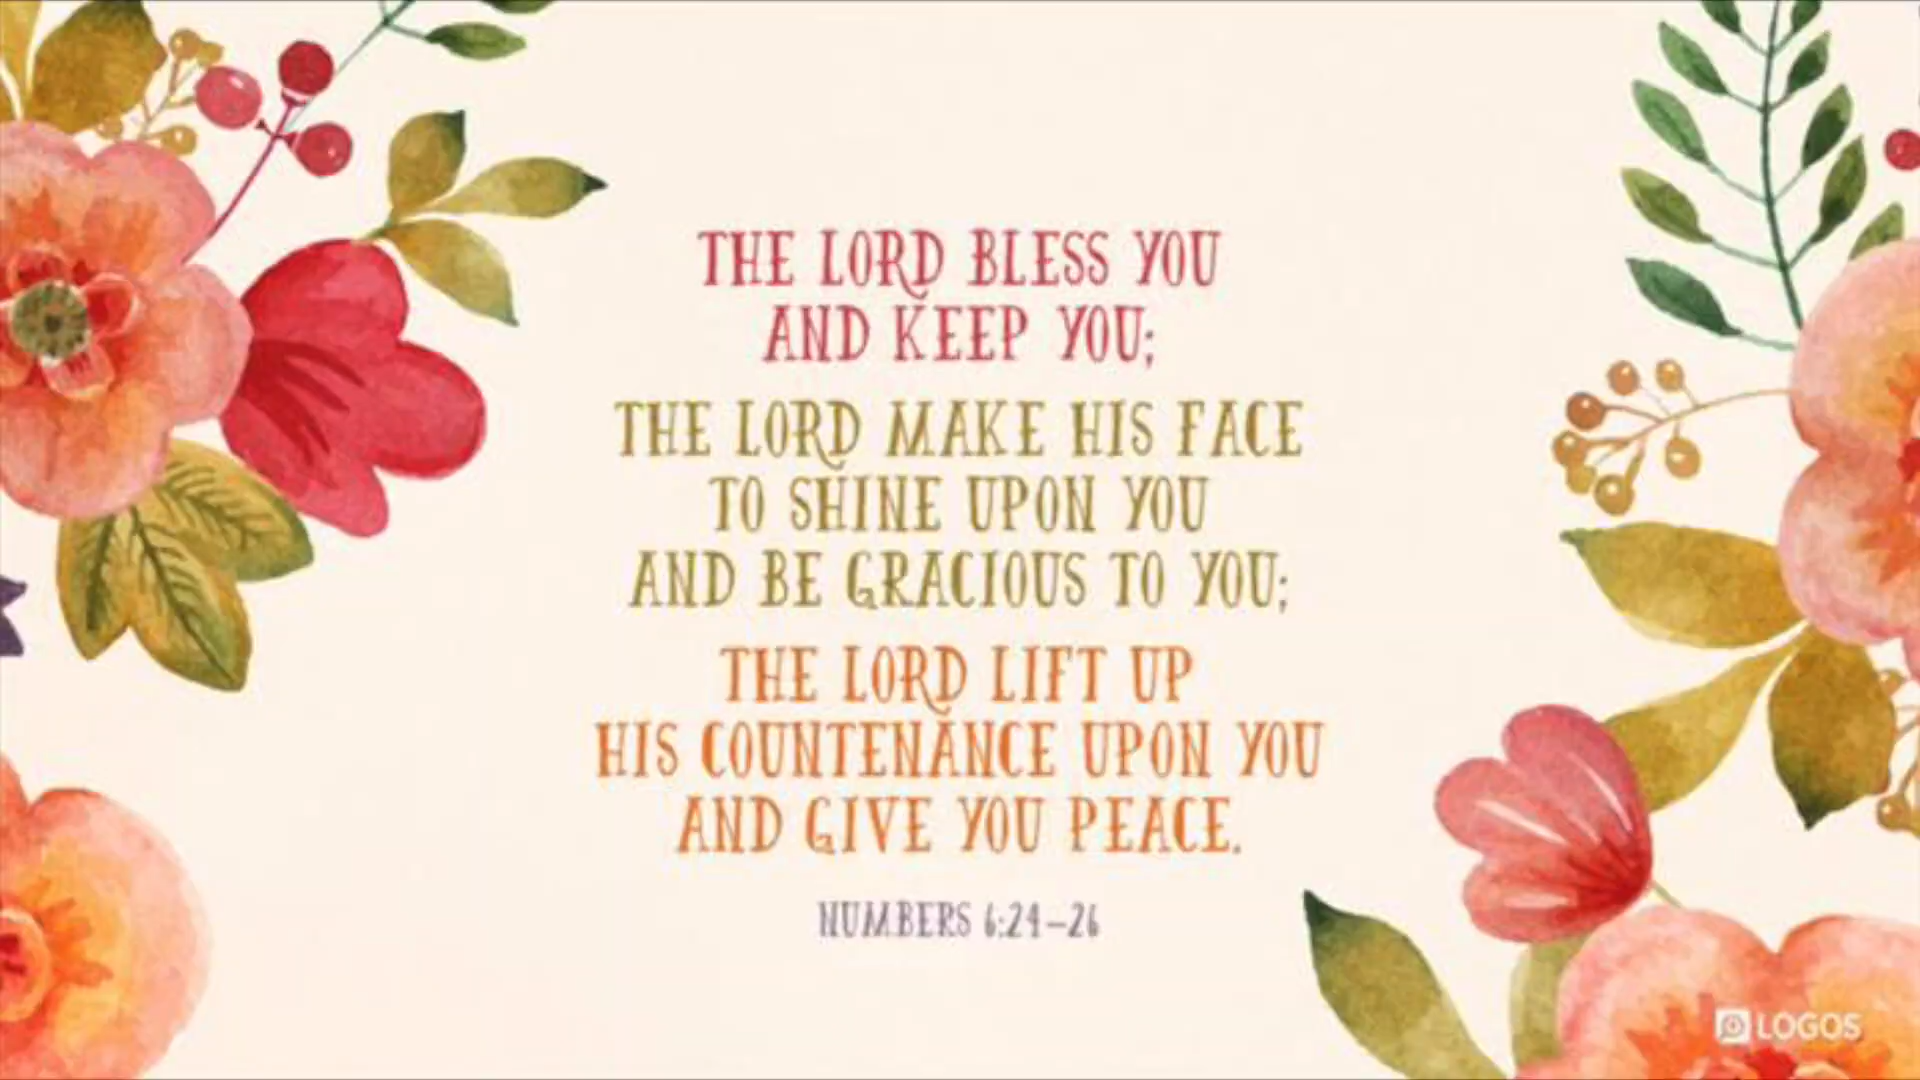 THE LORD BLESS YOU
AND KEEP YOU;
THE LORD MAKE HIS FACE
TO SHINE UPON YOU
AND BE GRACIOUS TO YOU;
THE LORD LIFT UP
HIS COUNTENANCE UPON YOU
AND GIVE YOU PEACE.
NUMBERS 6:24–26
LOGOS